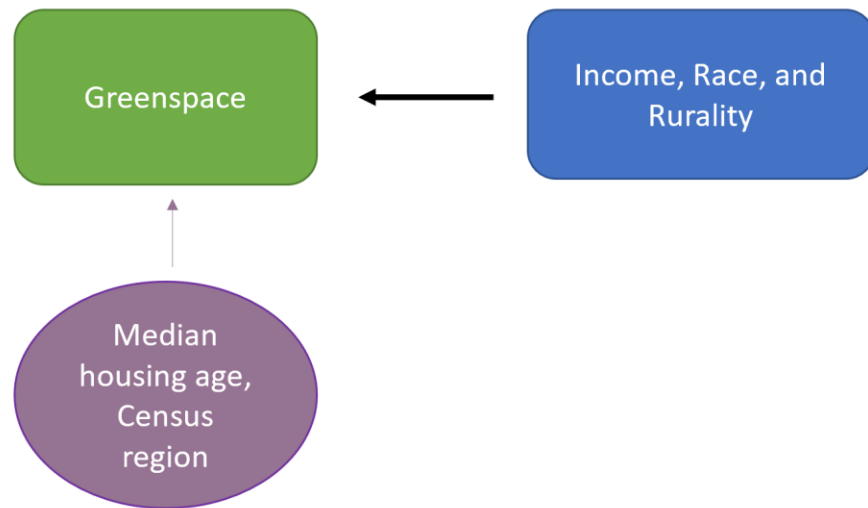 Greenspace
Income, Race, and
Rurality
Median
housing age,
Census
region